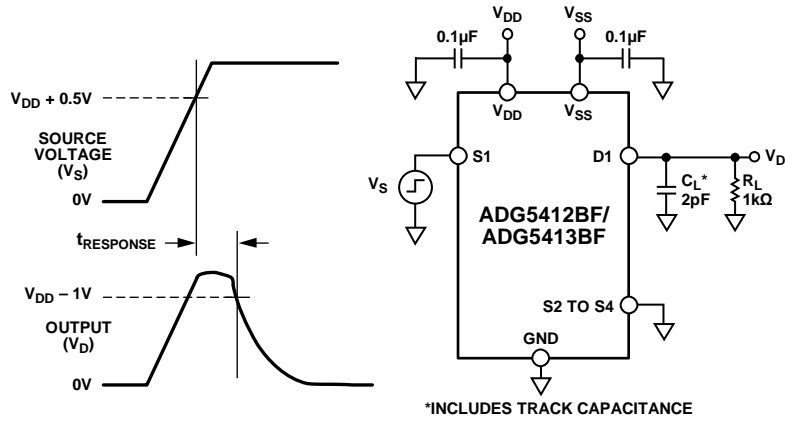 V_DD + 0.5V
SOURCE
VOLTAGE
(V_S)
0V
t_RESPONSE
V_DD – 1V
OUTPUT
(V_D)
0V
V_DD
V_SS
0.1µF
0.1µF
V_DD
V_SS
S1
D1
V_D
V_S
C_L*
2pF
R_L
1kΩ
ADG5412BF/
ADG5413BF
S2 TO S4
GND
*INCLUDES TRACK CAPACITANCE